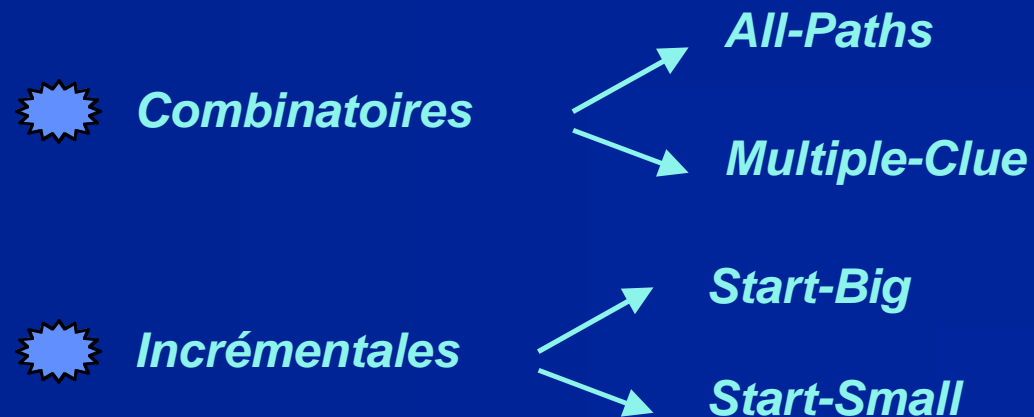 All-Paths
Combinatoires
Multiple-Clue
Start-Big
Incrémentales
Start-Small